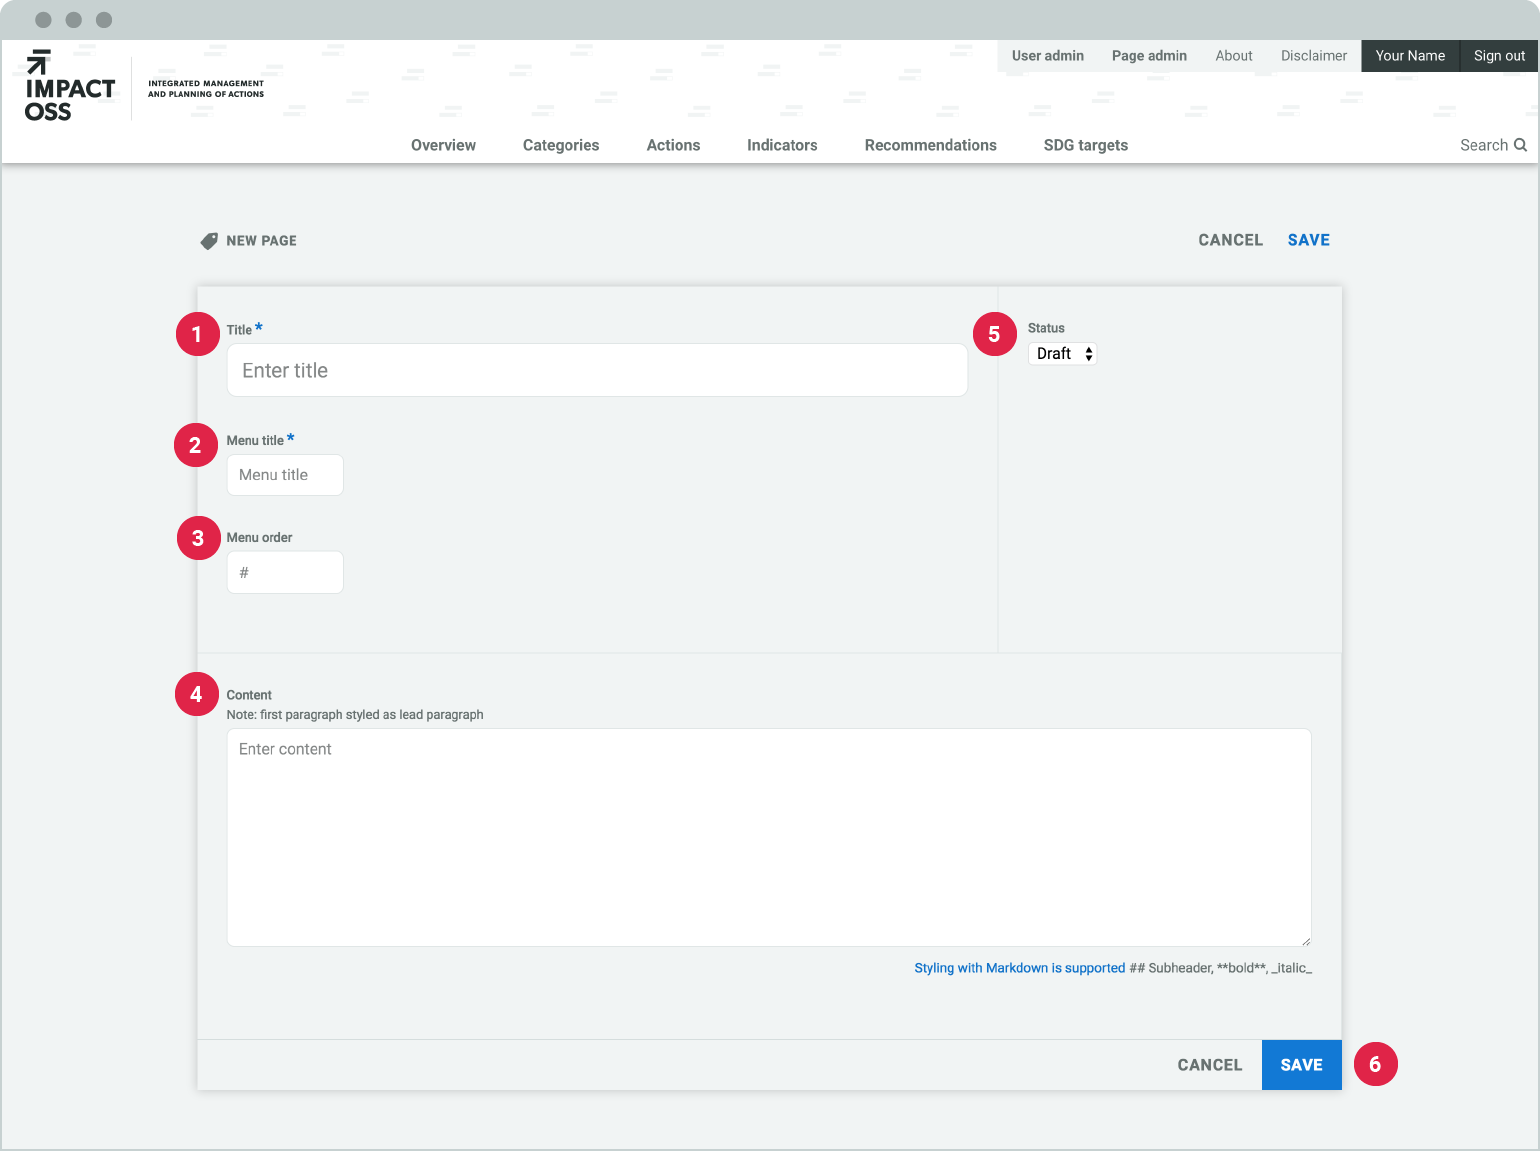 IMPACT
OSS
INTEGRATED MANAGEMENT
AND PLANNING OF ACTIONS
User admin Page admin About Disclaimer Your Name Sign out
Overview Categories Actions Indicators Recommendations SDG targets Search
NEW PAGE CANCEL SAVE
1 Title *
Enter title
5 Status
Draft
2 Menu title *
Menu title
3 Menu order
#
4 Content
Note: first paragraph styled as lead paragraph
Enter content
Styling with Markdown is supported ## Subheader, **bold**, _italic_
CANCEL SAVE 6